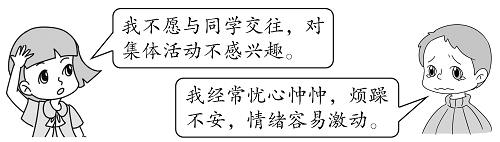 我不愿与同学交往，对
集体活动不感兴趣。
我经常忧心忡忡，烦躁
不安，情绪容易激动。